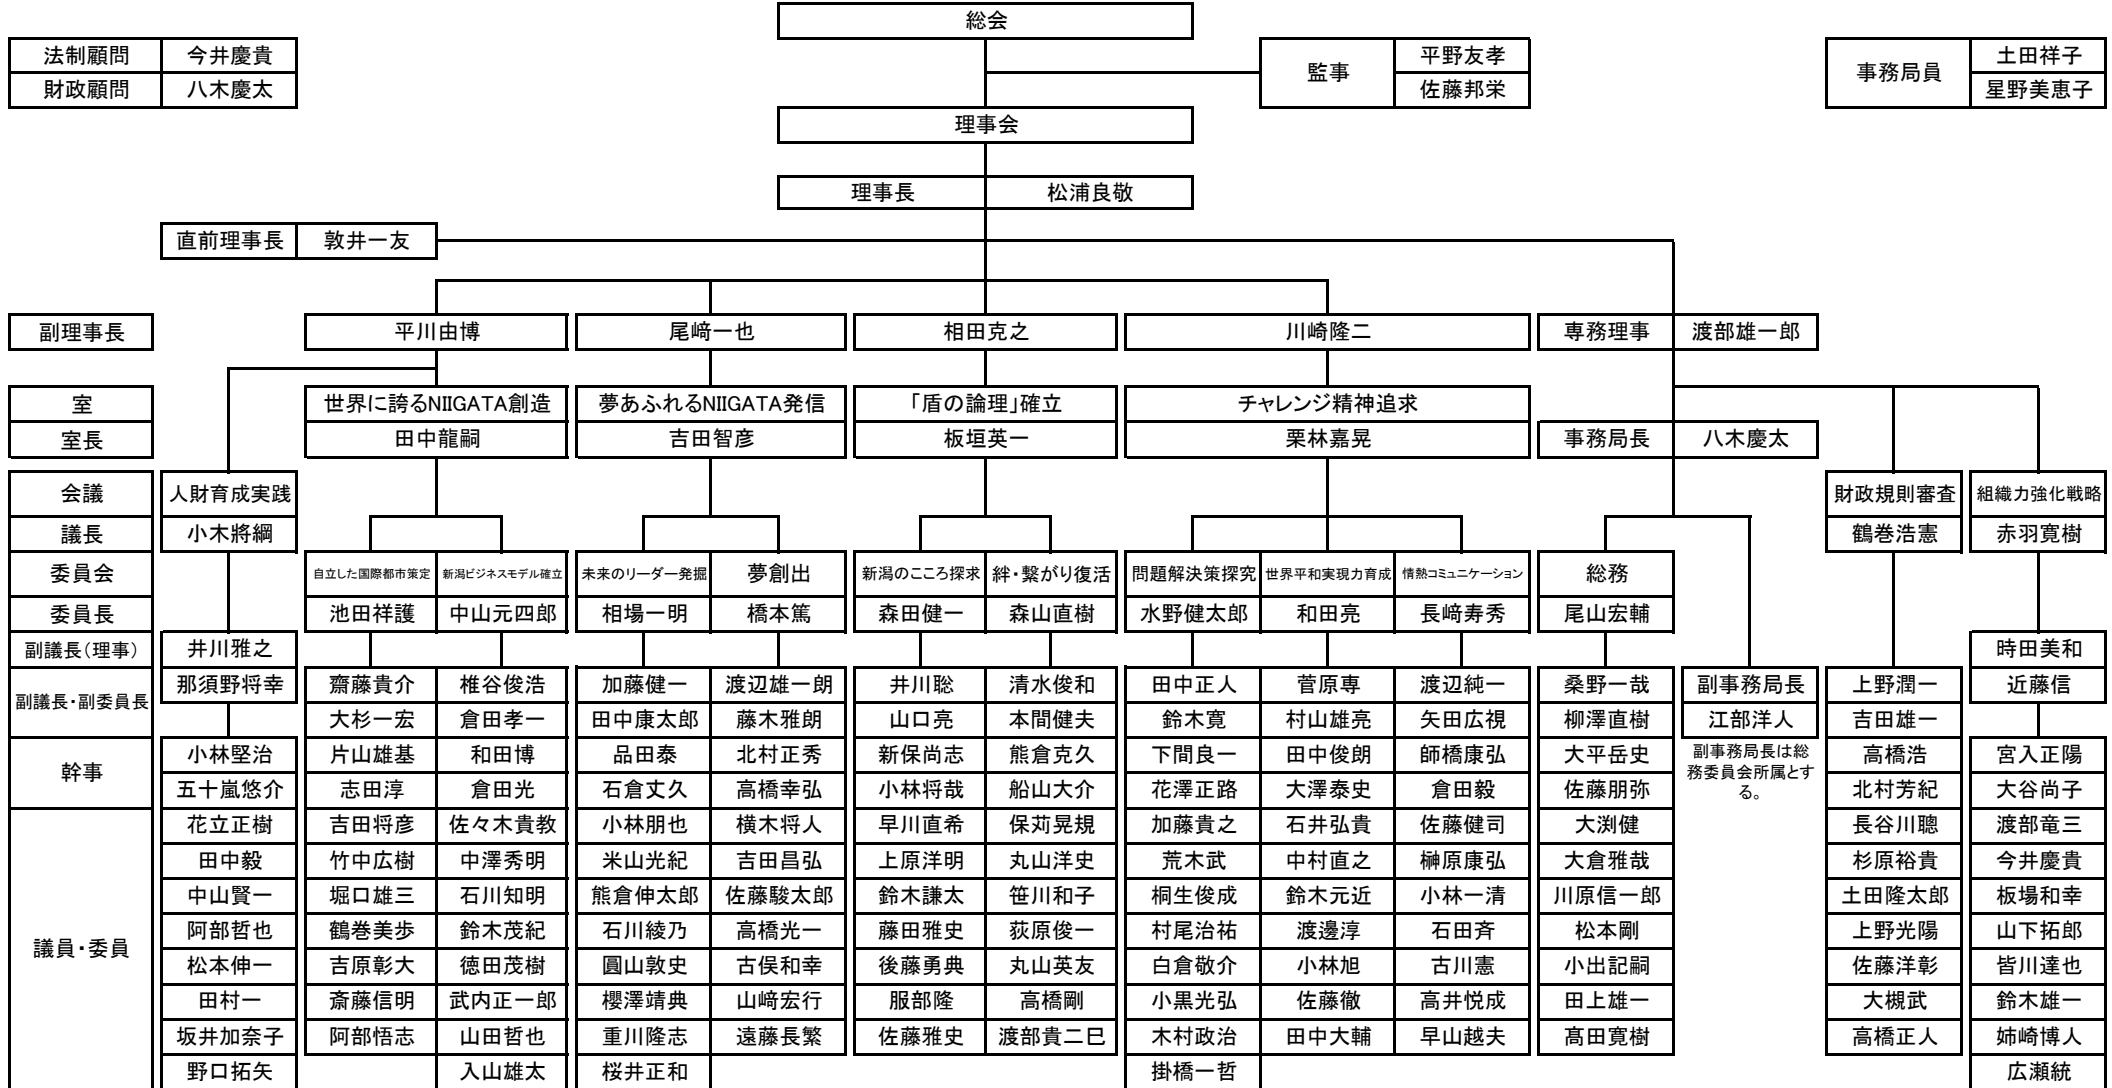 総会
法制顧問 今井慶貴 監事 平野友孝 事務局員 土田祥子
財政顧問 八木慶太 佐藤邦栄 星野美恵子
理事会
理事長 松浦良敬
直前理事長 敦井一友
副理事長 平川由博 尾﨑一也 相田克之 川崎隆二 専務理事 渡部雄一郎
室 世界に誇るNIIGATA創造 夢あふれるNIIGATA発信 「盾の論理」確立 チャレンジ精神追求
室長 田中龍嗣 吉田智彦 板垣英一 栗林嘉晃 事務局長 八木慶太
会議 人財育成実践 財政規則審査 組織力強化戦略
議長 小木將綱 鶴巻浩憲 赤羽寛樹
委員会 自立した国際都市策定 新潟ビジネスモデル確立 未来のリーダー発掘 夢創出 新潟のこころ探求 絆・繋がり復活 問題解決策探究 世界平和実現力育成 情熱コミュニケーション 総務
委員長 池田祥護 中山元四郎 相場一明 橋本篤 森田健一 森山直樹 水野健太郎 和田亮 長﨑寿秀 尾山宏輔
副議長(理事) 井川雅之 時田美和
副議長・副委員長 那須野将幸 齋藤貴介 椎谷俊浩 加藤健一 渡辺雄一朗 井川聡 清水俊和 田中正人 菅原専 渡辺純一 桑野一哉 副事務局長 上野潤一 近藤信
大杉一宏 倉田孝一 田中康太郎 藤木雅朗 山口亮 本間健夫 鈴木寛 村山雄亮 矢田広視 柳澤直樹 江部洋人 吉田雄一
幹事 小林堅治 片山雄基 和田博 品田泰 北村正秀 新保尚志 熊倉克久 下間良一 田中俊朗 師橋康弘 大平岳史 副事務局長は総 高橋浩 宮入正陽
務委員会所属とす
る。
五十嵐悠介 志田淳 倉田光 石倉丈久 高橋幸弘 小林将哉 船山大介 花澤正路 大澤泰史 倉田毅 佐藤朋弥 北村芳紀 大谷尚子
議員・委員 花立正樹 吉田将彦 佐々木貴教 小林朋也 横木将人 早川直希 保苅晃規 加藤貴之 石井弘貴 佐藤健司 大渕健 長谷川聰 渡部竜三
田中毅 竹中広樹 中澤秀明 米山光紀 吉田昌弘 上原洋明 丸山洋史 荒木武 中村直之 榊原康弘 大倉雅哉 杉原裕貴 今井慶貴
中山賢一 堀口雄三 石川知明 熊倉伸太郎 佐藤駿太郎 鈴木謙太 笹川和子 桐生俊成 鈴木元近 小林一清 川原信一郎 土田隆太郎 板場和幸
阿部哲也 鶴巻美歩 鈴木茂紀 石川綾乃 高橋光一 藤田雅史 荻原俊一 村尾治祐 渡邊淳 石田斉 松本剛 上野光陽 山下拓郎
松本伸一 吉原彰大 徳田茂樹 圓山敦史 古俣和幸 後藤勇典 丸山英友 白倉敬介 小林旭 古川憲 小出記嗣 佐藤洋彰 皆川達也
田村一 斎藤信明 武内正一郎 櫻澤靖典 山﨑宏行 服部隆 高橋剛 小黒光弘 佐藤徹 高井悦成 田上雄一 大槻武 鈴木雄一
坂井加奈子 阿部悟志 山田哲也 重川隆志 遠藤長繁 佐藤雅史 渡部貴二巳 木村政治 田中大輔 早山越夫 髙田寛樹 高橋正人 姉崎博人
野口拓矢 入山雄太 桜井正和 掛橋一哲 広瀬統